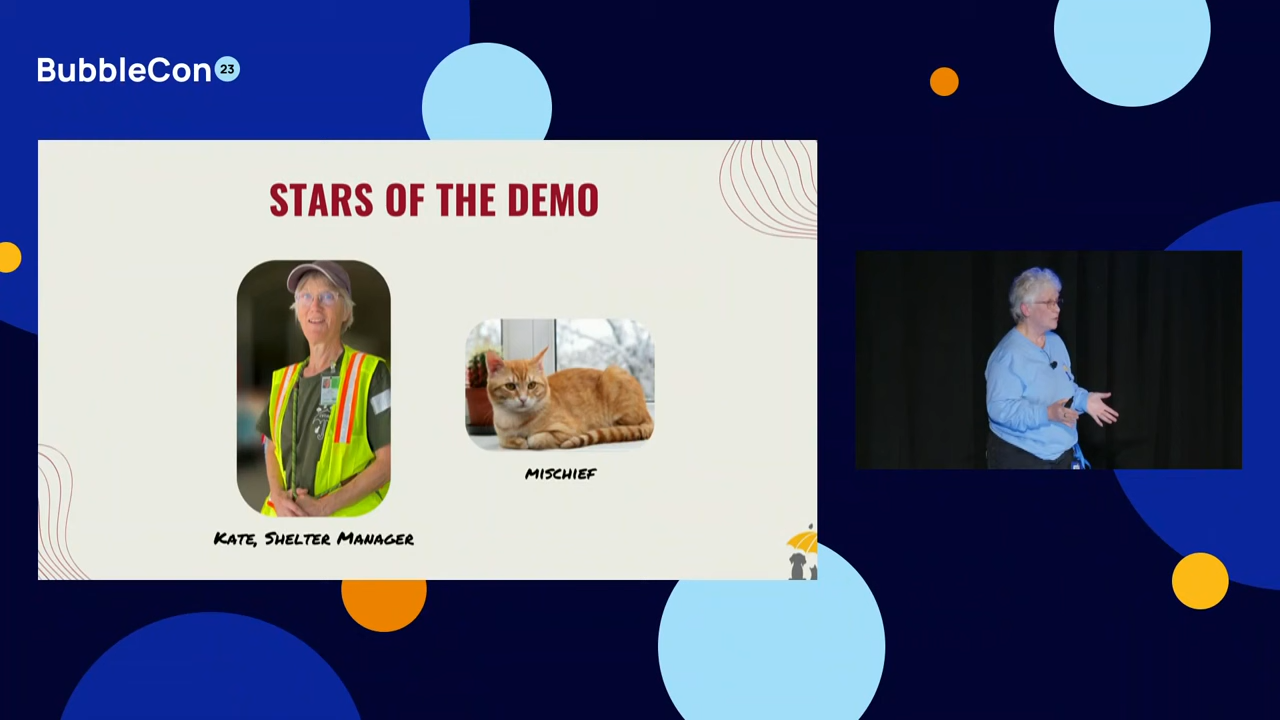 BubbleCon 23
STARS OF THE DEMO
MISCHIEF
KATE, SHELTER MANAGER